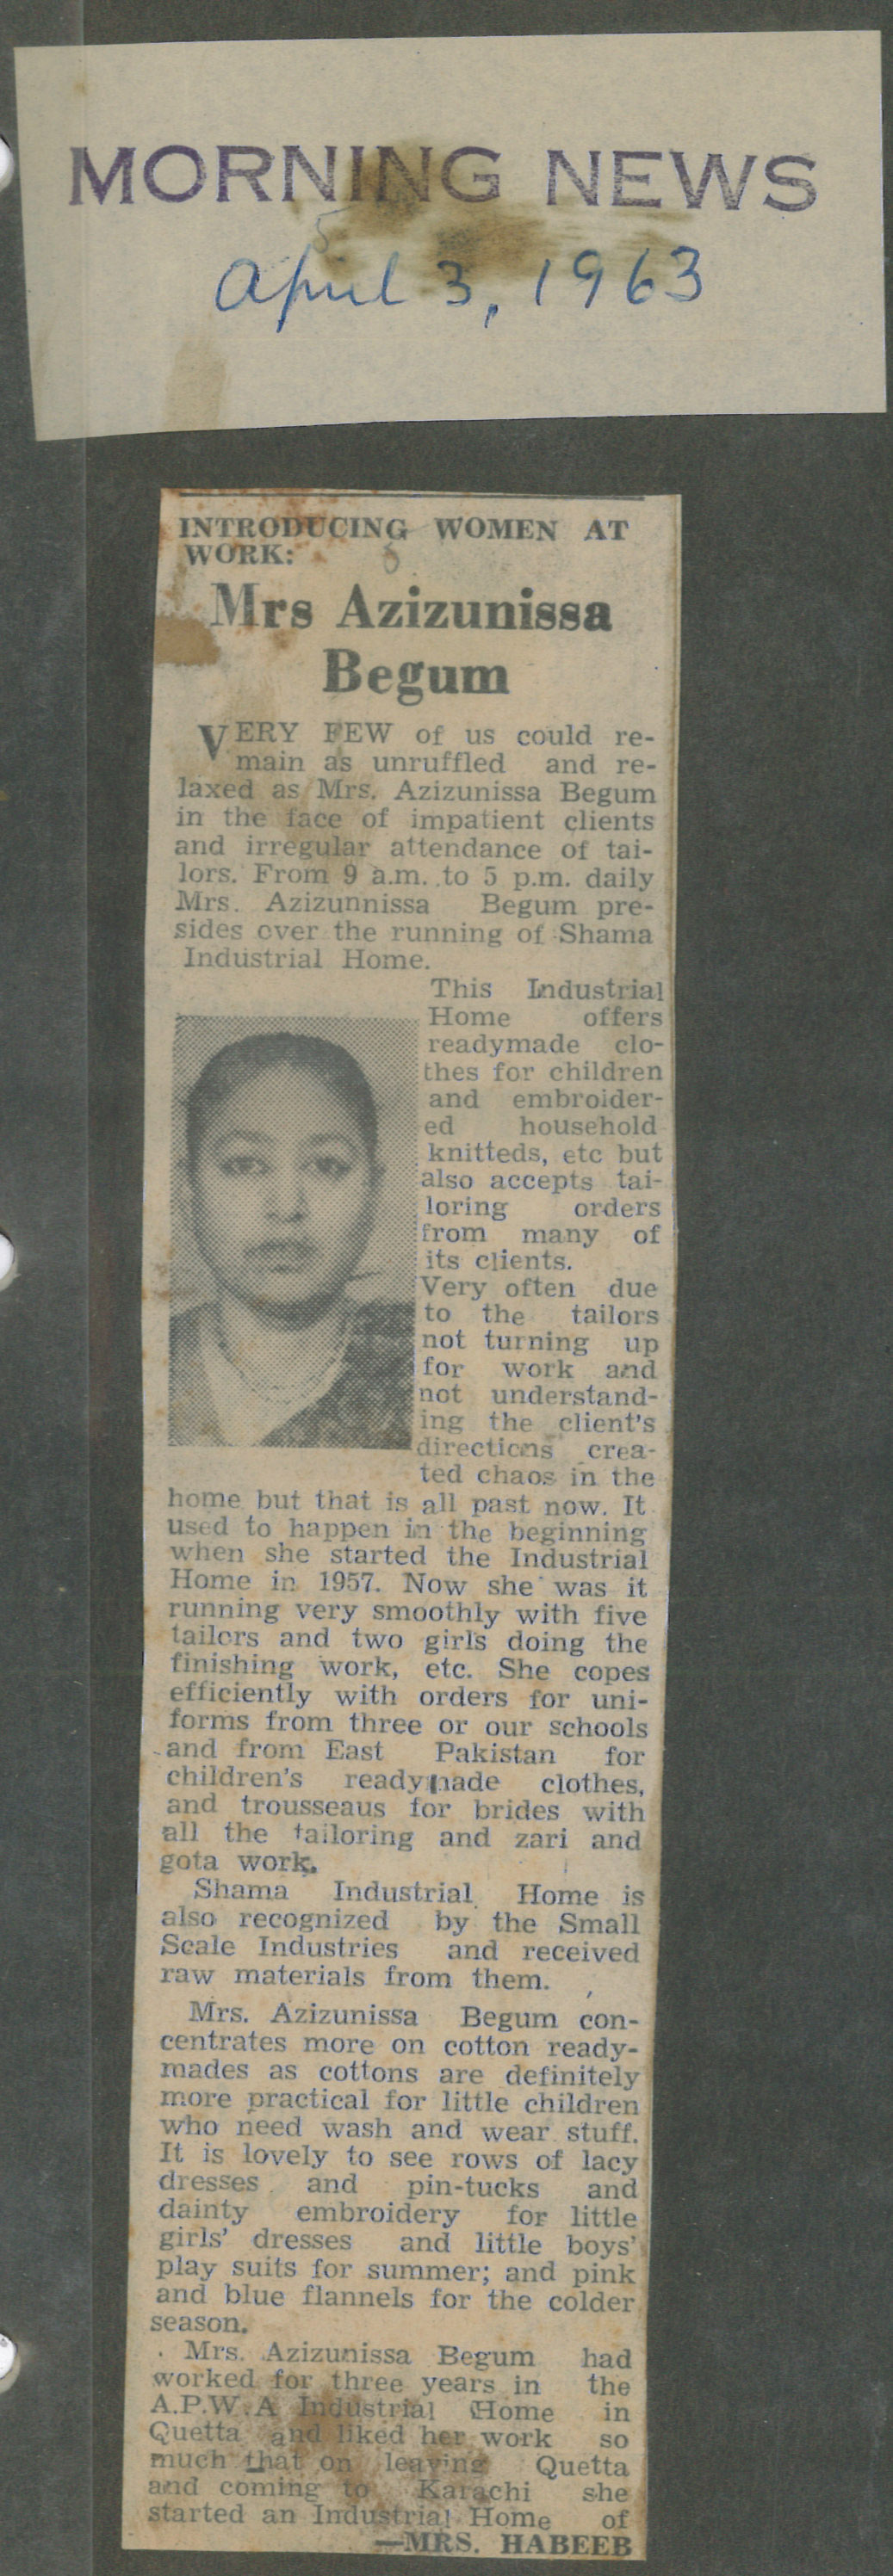 MORNING NEWS
April 3, 1963
INTRODUCING WOMEN AT
WORK:
Mrs Azizunissa
Begum
VERY FEW of us could re-
main as unruffled and re-
laxed as Mrs. Azizunissa Begum
in the face of impatient clients
and irregular attendance of tai-
lors. From 9 a.m. to 5 p.m. daily
Mrs. Azizunnissa Begum pre-
sides over the running of Shama
Industrial Home.
This Industrial
Home offers
readymade clo-
thes for children
and embroider-
ed household
knitteds, etc but
also accepts tai-
loring orders
from many of
its clients.
Very often due
to the tailors
not turning up
for work and
not understand-
ing the client's
directions crea-
ted chaos in the
home but that is all past now. It
used to happen in the beginning
when she started the Industrial
Home in 1957. Now she was it
running very smoothly with five
tailors and two girls doing the
finishing work, etc. She copes
efficiently with orders for uni-
forms from three or our schools
and from East Pakistan for
children's readymade clothes,
and trousseaus for brides with
all the tailoring and zari and
gota work.
Shama Industrial Home is
also recognized by the Small
Scale Industries and received
raw materials from them.
Mrs. Azizunissa Begum con-
centrates more on cotton ready-
mades as cottons are definitely
more practical for little children
who need wash and wear stuff.
It is lovely to see rows of lacy
dresses and pin-tucks and
dainty embroidery for little
girls' dresses and little boys'
play suits for summer; and pink
and blue flannels for the colder
season.
Mrs. Azizunissa Begum had
worked for three years in the
A.P.W.A Industrial Home in
Quetta and liked her work so
much that on leaving Quetta
and coming to Karachi she
started an Industrial Home of
—MRS. HABEEB